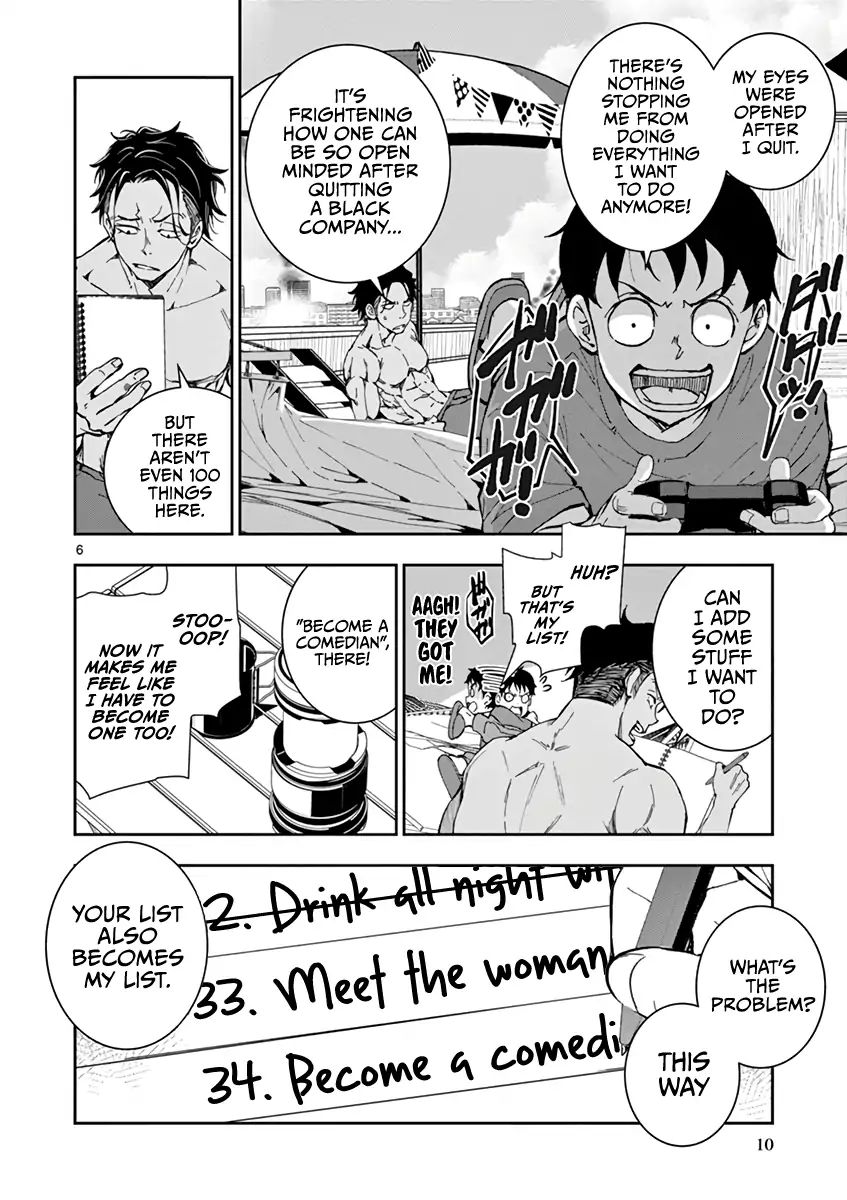 MY EYES
WERE
OPENED
AFTER
I QUIT.
THERE'S
NOTHING
STOPPING
ME FROM
DOING
EVERYTHING
I WANT
TO DO
ANYMORE!
IT'S
FRIGHTENING
HOW ONE CAN
BE SO OPEN
MINDED AFTER
QUITTING
A BLACK
COMPANY...
BUT
THERE
AREN'T
EVEN 100
THINGS
HERE.
6
CAN
I ADD
SOME
STUFF
I WANT
TO
DO?
HUH?
BUT
THAT'S
MY
LIST!
AAGH!
THEY
GOT
ME!
"BECOME A
COMEDIAN",
THERE!
STOO-
OOP!
NOW IT
MAKES ME
FEEL LIKE
I HAVE TO
BECOME
ONE TOO!
2. Drink all night wi
33. Meet the woman
34. Become a comedi
WHAT'S
THE
PROBLEM?
THIS
WAY
YOUR LIST
ALSO
BECOMES
MY LIST.
10